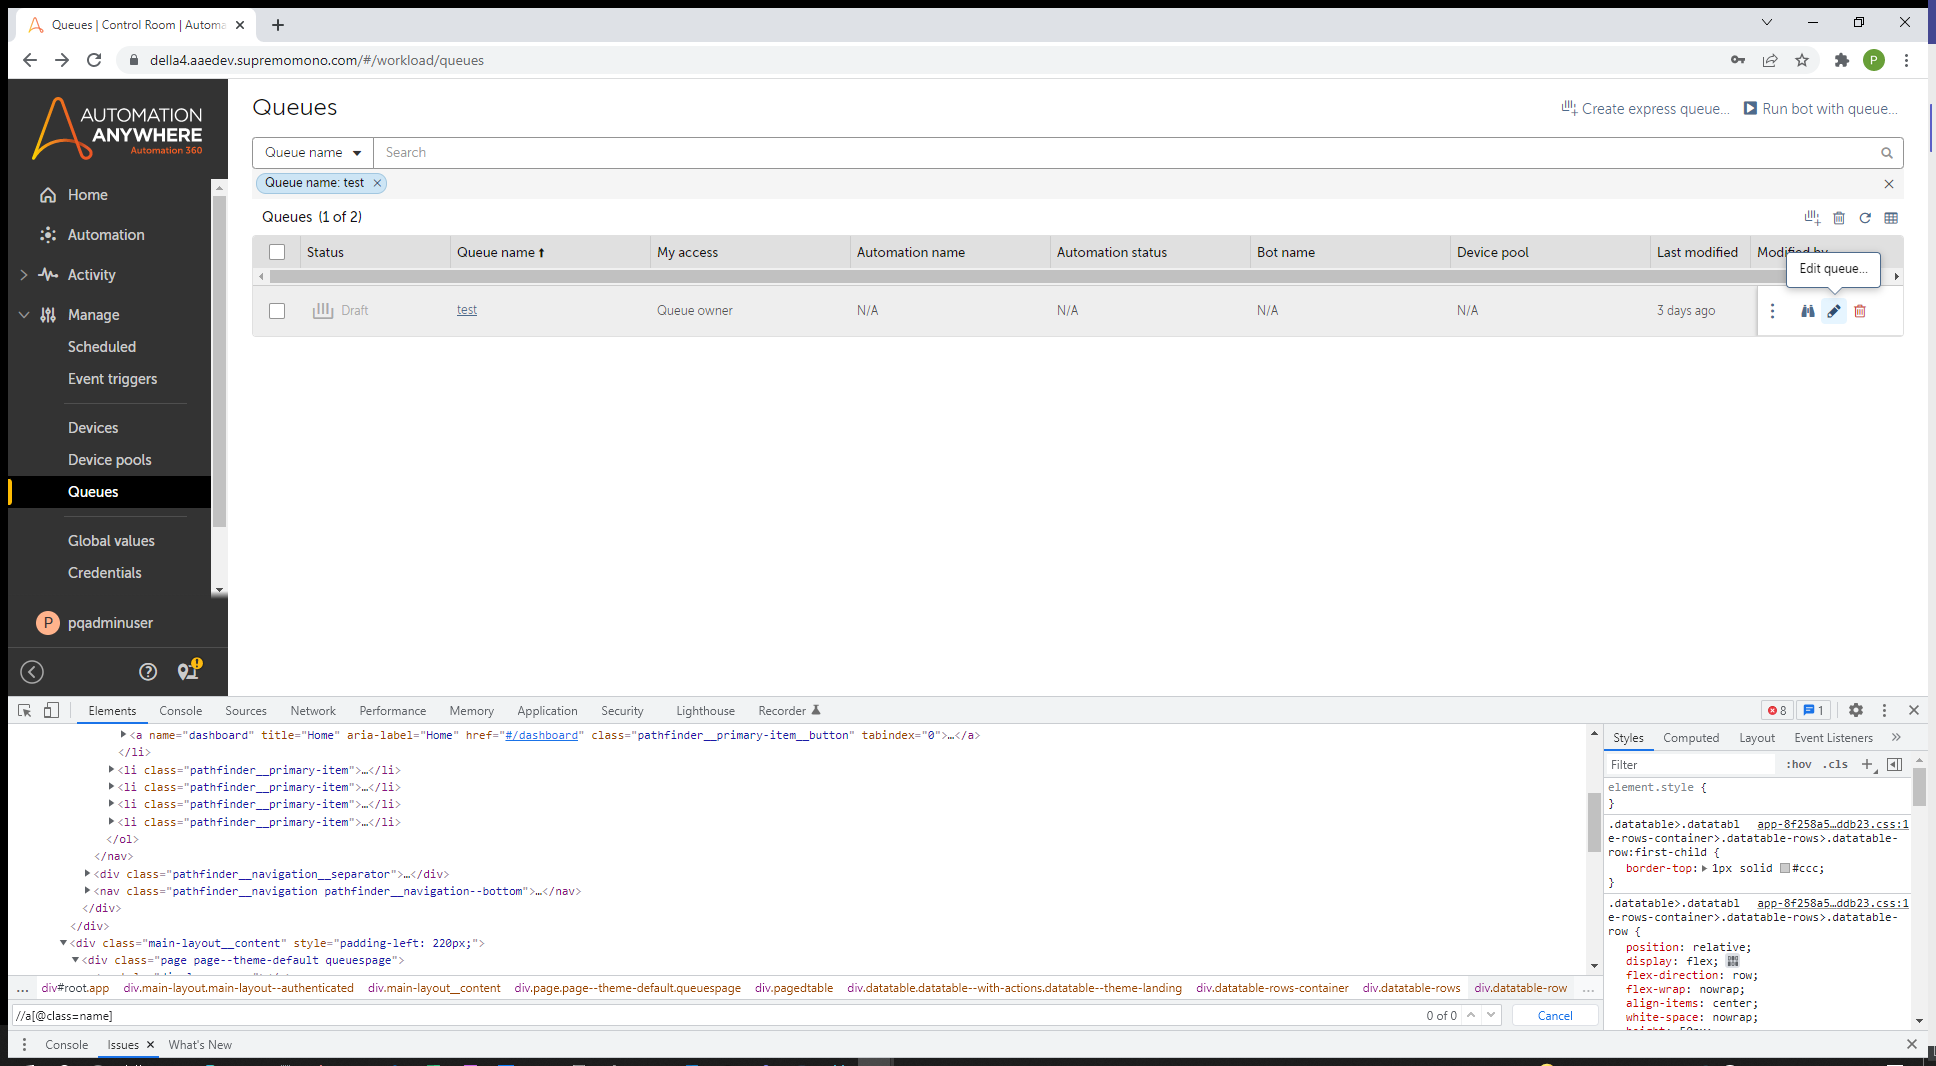 Queues | Control Room | Automa
della4.aaedev.supremomono.com/#/workload/queues
P
AUTOMATION
ANYWHERE
Automation 360
Home
Automation
Activity
Manage
Scheduled
Event triggers
Devices
Device pools
Queues
Global values
Credentials
P pqadminuser
Queues
Create express queue... Run bot with queue...
Queue name Search
Queue name: test
Queues (1 of 2)
Status Queue name My access Automation name Automation status Bot name Device pool Last modified Modified by
Edit queue...
Draft test Queue owner N/A N/A N/A N/A 3 days ago
Elements Console Sources Network Performance Memory Application Security Lighthouse Recorder 8 1
<a name="dashboard" title="Home" aria-label="Home" href="#/dashboard" class="pathfinder__primary-item__button" tabindex="0">…</a>
</li>
<li class="pathfinder__primary-item">…</li>
<li class="pathfinder__primary-item">…</li>
<li class="pathfinder__primary-item">…</li>
<li class="pathfinder__primary-item">…</li>
</ol>
</nav>
<div class="pathfinder__navigation__separator">…</div>
<nav class="pathfinder__navigation pathfinder__navigation--bottom">…</nav>
</div>
</div>
<div class="main-layout__content" style="padding-left: 220px;">
<div class="page page--theme-default queuespage">
... div#root.app div.main-layout.main-layout--authenticated div.main-layout__content div.page.page--theme-default.queuespage div.pagedtable div.datatable.datatable--with-actions.datatable--theme-landing div.datatable-rows-container div.datatable-rows div.datatable-row ...
//a[@class=name] 0 of 0 Cancel
Styles Computed Layout Event Listeners
Filter :hov .cls
element.style {
}
.datatable>.datatabl app-8f258a5…ddb23.css:1
e-rows-container>.datatable-rows>.datatable-
row:first-child {
border-top: 1px solid #ccc;
}
.datatable>.datatabl app-8f258a5…ddb23.css:1
e-rows-container>.datatable-rows>.datatable-
row {
position: relative;
display: flex;
flex-direction: row;
flex-wrap: nowrap;
align-items: center;
white-space: nowrap;
Console Issues What's New